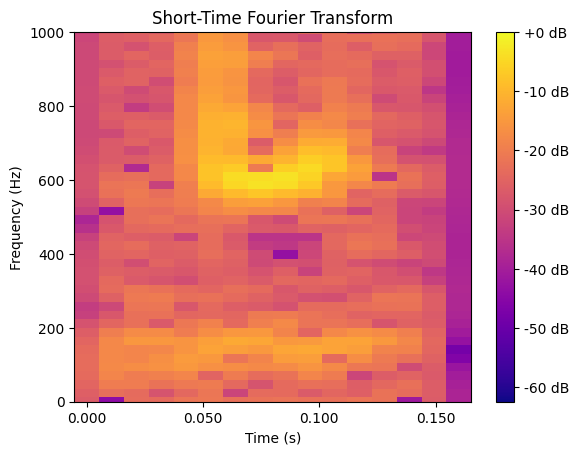 Short-Time Fourier Transform
1000
800
600
400
200
0
Frequency (Hz)
0.000
0.050
0.100
0.150
Time (s)
+0 dB
-10 dB
-20 dB
-30 dB
-40 dB
-50 dB
-60 dB